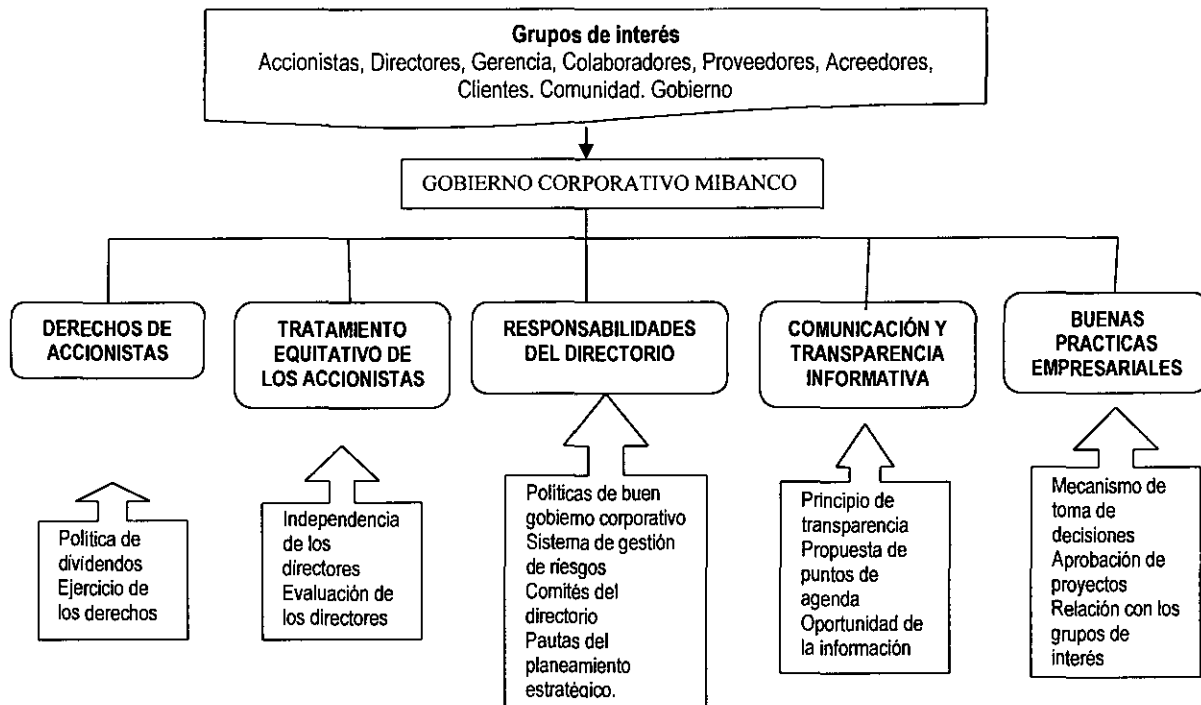 Grupos de interés
Accionistas, Directores, Gerencia, Colaboradores, Proveedores, Acreedores,
Clientes. Comunidad. Gobierno
GOBIERNO CORPORATIVO MIBANCO
DERECHOS DE
ACCIONISTAS
TRATAMIENTO
EQUITATIVO DE
LOS ACCIONISTAS
RESPONSABILIDADES
DEL DIRECTORIO
COMUNICACIÓN Y
TRANSPARENCIA
INFORMATIVA
BUENAS
PRACTICAS
EMPRESARIALES
Política de
dividendos
Ejercicio de
los derechos
Independencia
de los
directores
Evaluación de
los directores
Políticas de buen
gobierno corporativo
Sistema de gestión
de riesgos
Comités del
directorio
Pautas del
planeamiento
estratégico.
Principio de
transparencia
Propuesta de
puntos de
agenda
Oportunidad de
la información
Mecanismo de
toma de
decisiones
Aprobación de
proyectos
Relación con los
grupos de
interés